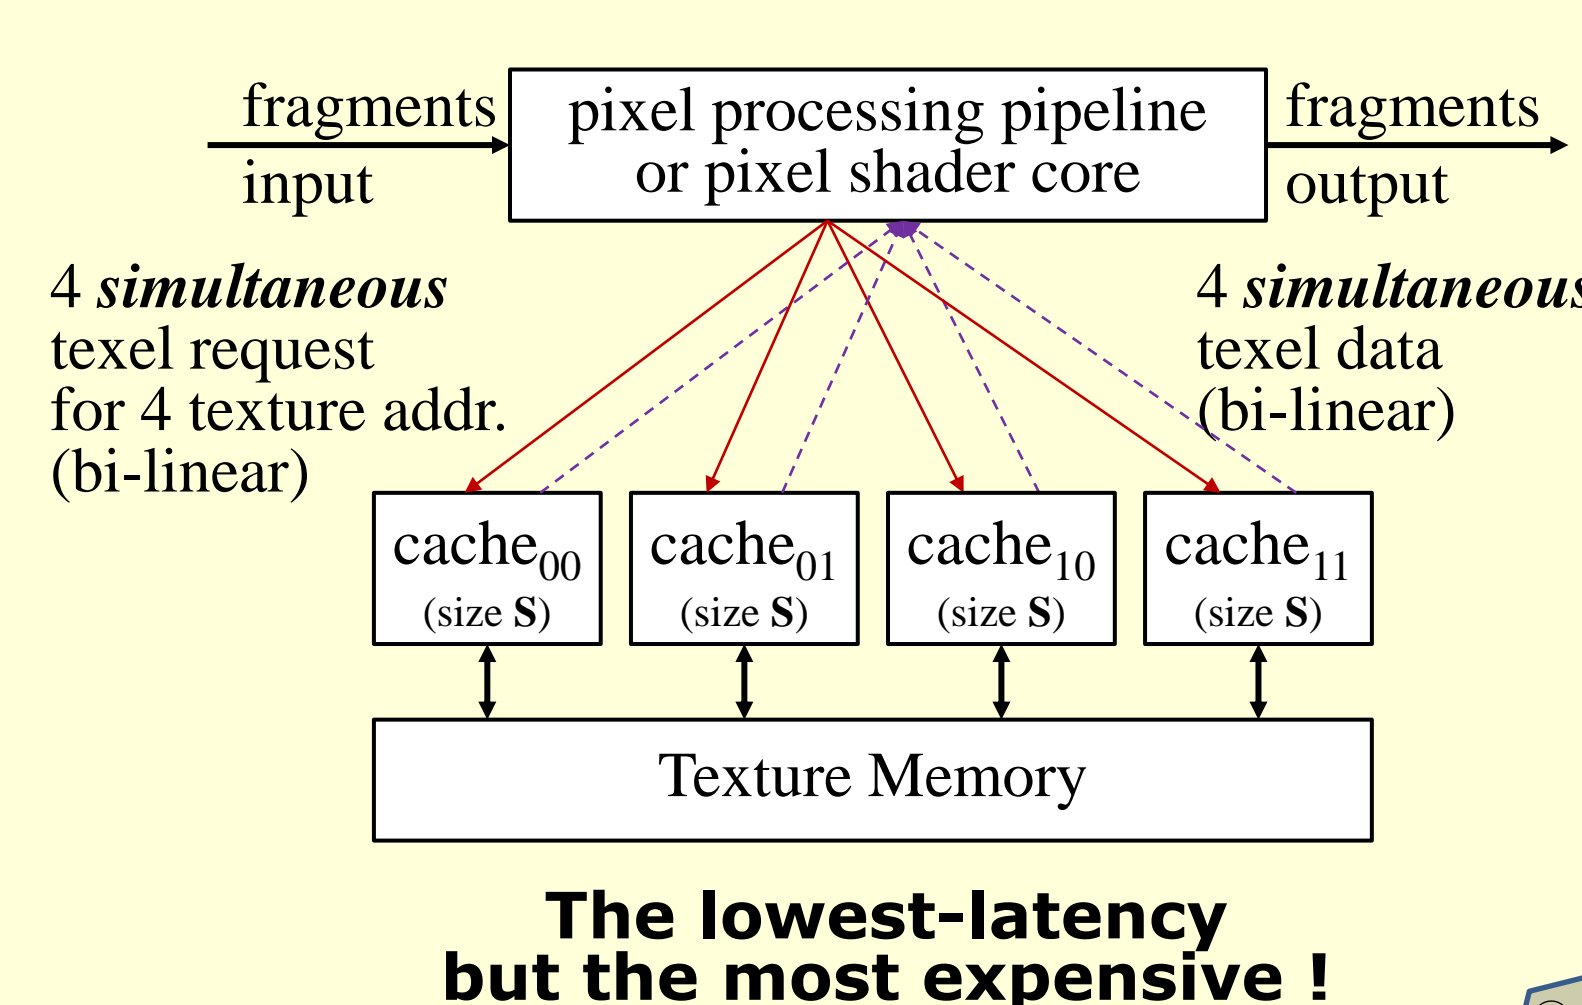 fragments
input
pixel processing pipeline
or pixel shader core
fragments
output
4 simultaneous
texel request
for 4 texture addr.
(bi-linear)
4 simultaneous
texel data
(bi-linear)
cache00
(size S)
cache01
(size S)
cache10
(size S)
cache11
(size S)
Texture Memory
The lowest-latency
but the most expensive !